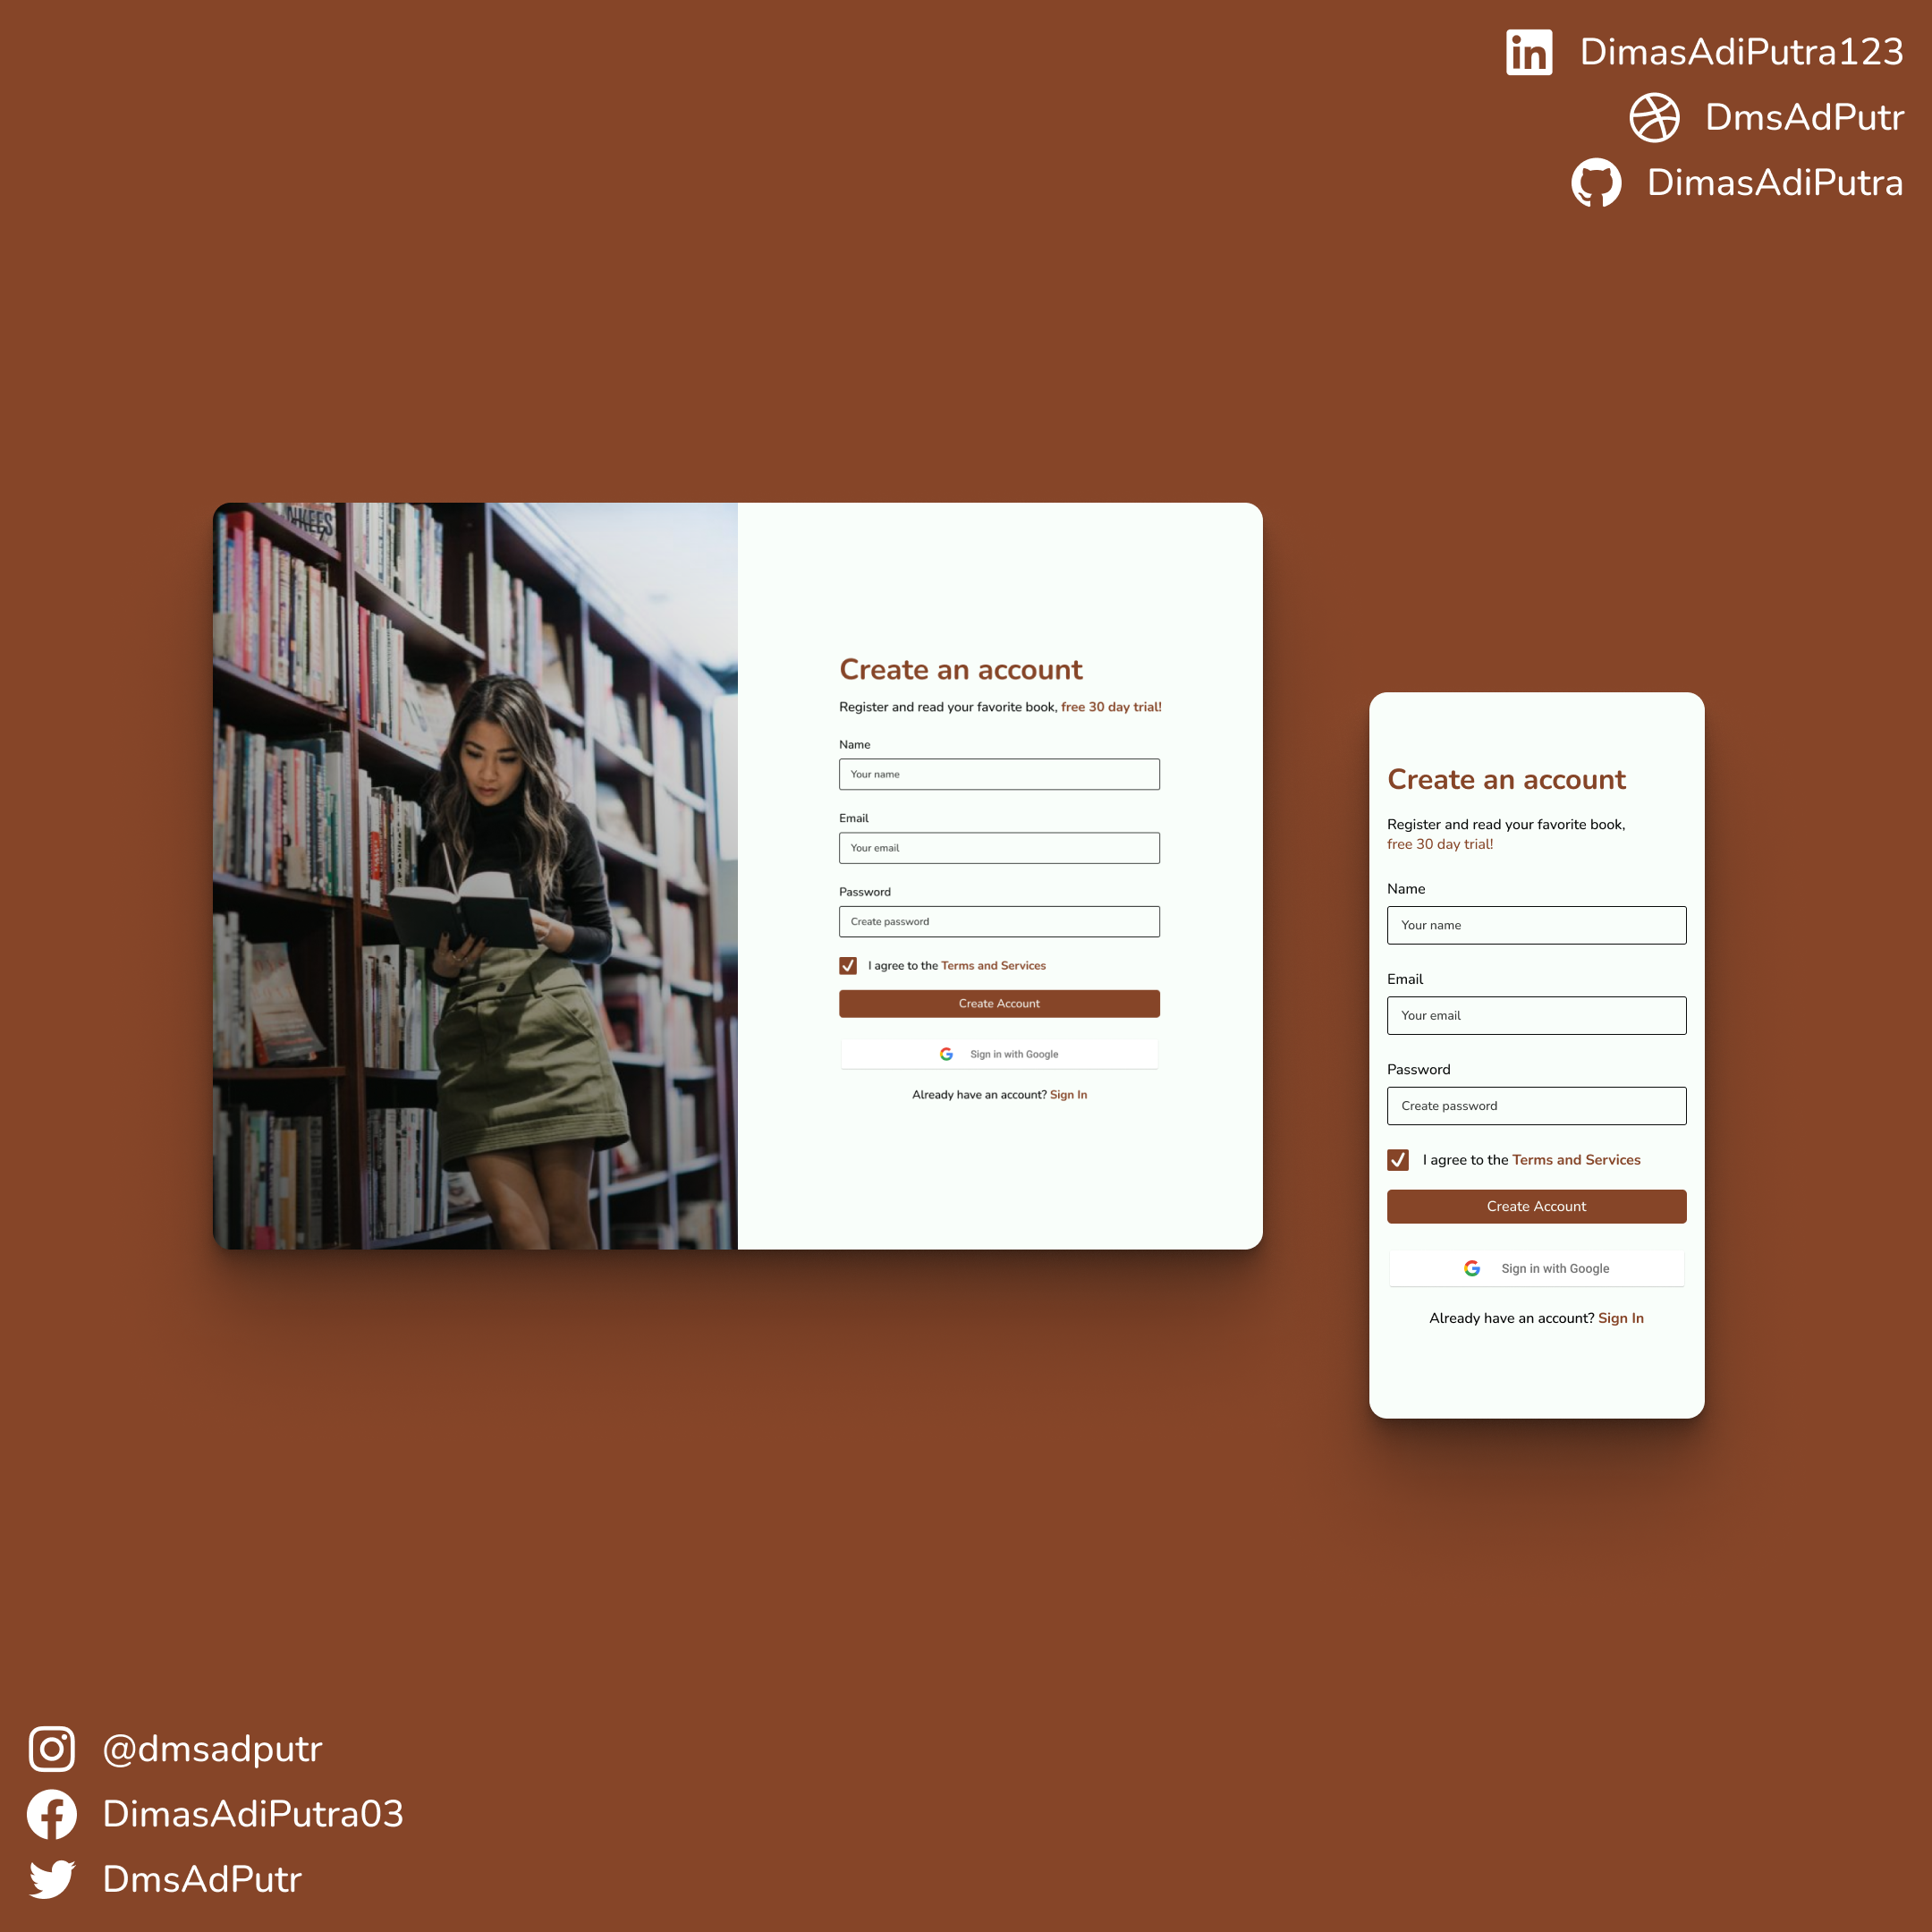 DimasAdiPutra123
DmsAdPutr
DimasAdiPutra
NKEES
Create an account
Register and read your favorite book, free 30 day trial!
Name
Your name
Email
Your email
Password
Create password
I agree to the Terms and Services
Create Account
Sign in with Google
Already have an account? Sign In
Create an account
Register and read your favorite book,
free 30 day trial!
Name
Your name
Email
Your email
Password
Create password
I agree to the Terms and Services
Create Account
Sign in with Google
Already have an account? Sign In
@dmsadputr
DimasAdiPutra03
DmsAdPutr